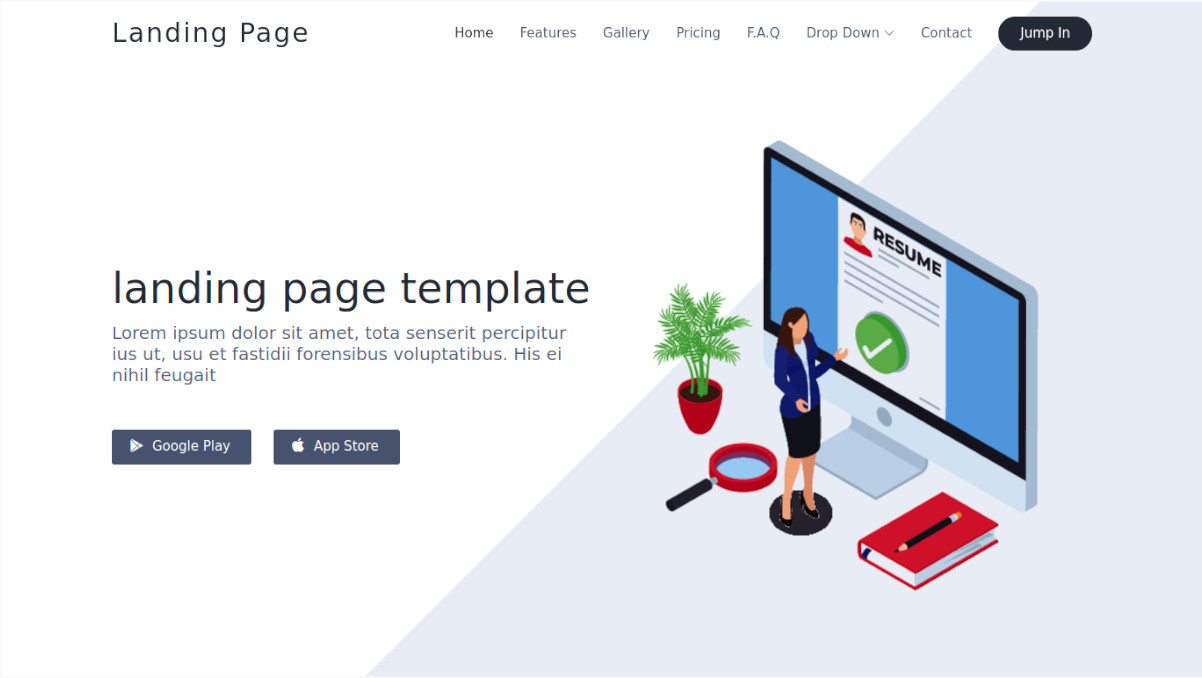 Landing Page
Home Features Gallery Pricing F.A.Q Drop Down Contact Jump In
RESUME
landing page template
Lorem ipsum dolor sit amet, tota senserit percipitur
ius ut, usu et fastidii forensibus voluptatibus. His ei
nihil feugait
Google Play App Store